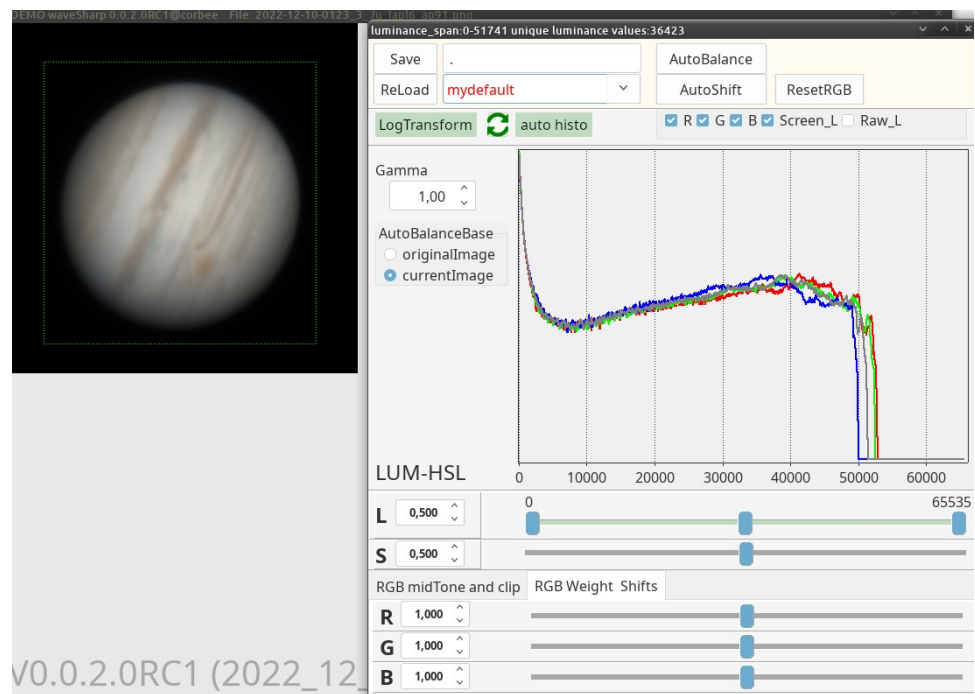 DEMO waveSharp 0.0.2.0RC1@corbee File: 2022-12-10-0123_3
luminance_span:0-51741 unique luminance values:36423
Save . AutoBalance
ReLoad mydefault AutoShift ResetRGB
LogTransform auto histo R G B Screen_L Raw_L
Gamma
1,00
AutoBalanceBase
originalImage
currentImage
LUM-HSL
0 10000 20000 30000 40000 50000 60000
0 65535
L 0,500
S 0,500
RGB midTone and clip RGB Weight Shifts
R 1,000
G 1,000
B 1,000
V0.0.2.0RC1 (2022_12_